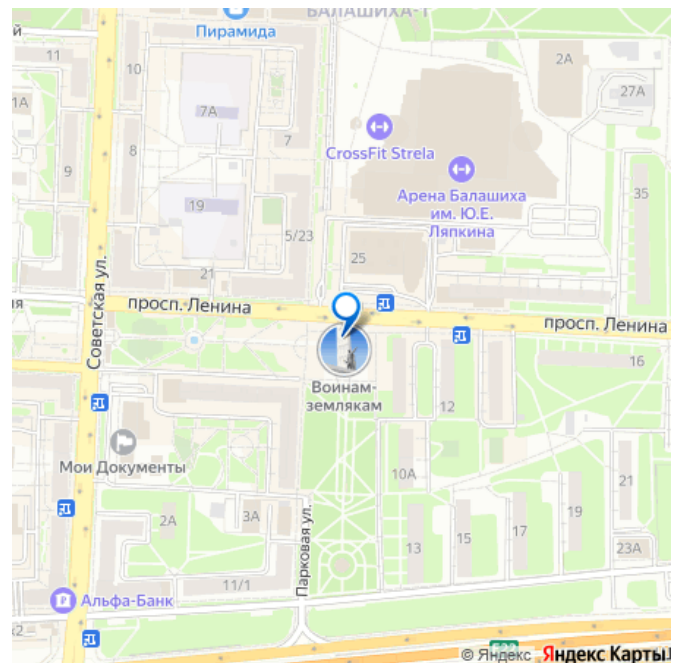 БАЛАШИХА-1
Пирамида
й
11
10
2А
27А
1А
7А
CrossFit Strela
7
8
9
Арена Балашиха
им. Ю.Е.
Ляпкина
35
19
5/23
25
21
ия
просп. Ленина
просп. Ленина
Советская ул.
Воинам-
землякам
16
12
Мои Документы
10А
21
2А
3А
Парковая ул.
13
15
17
19
23А
11/1
Альфа-Банк
к2
© Яндекс Яндекс Карты